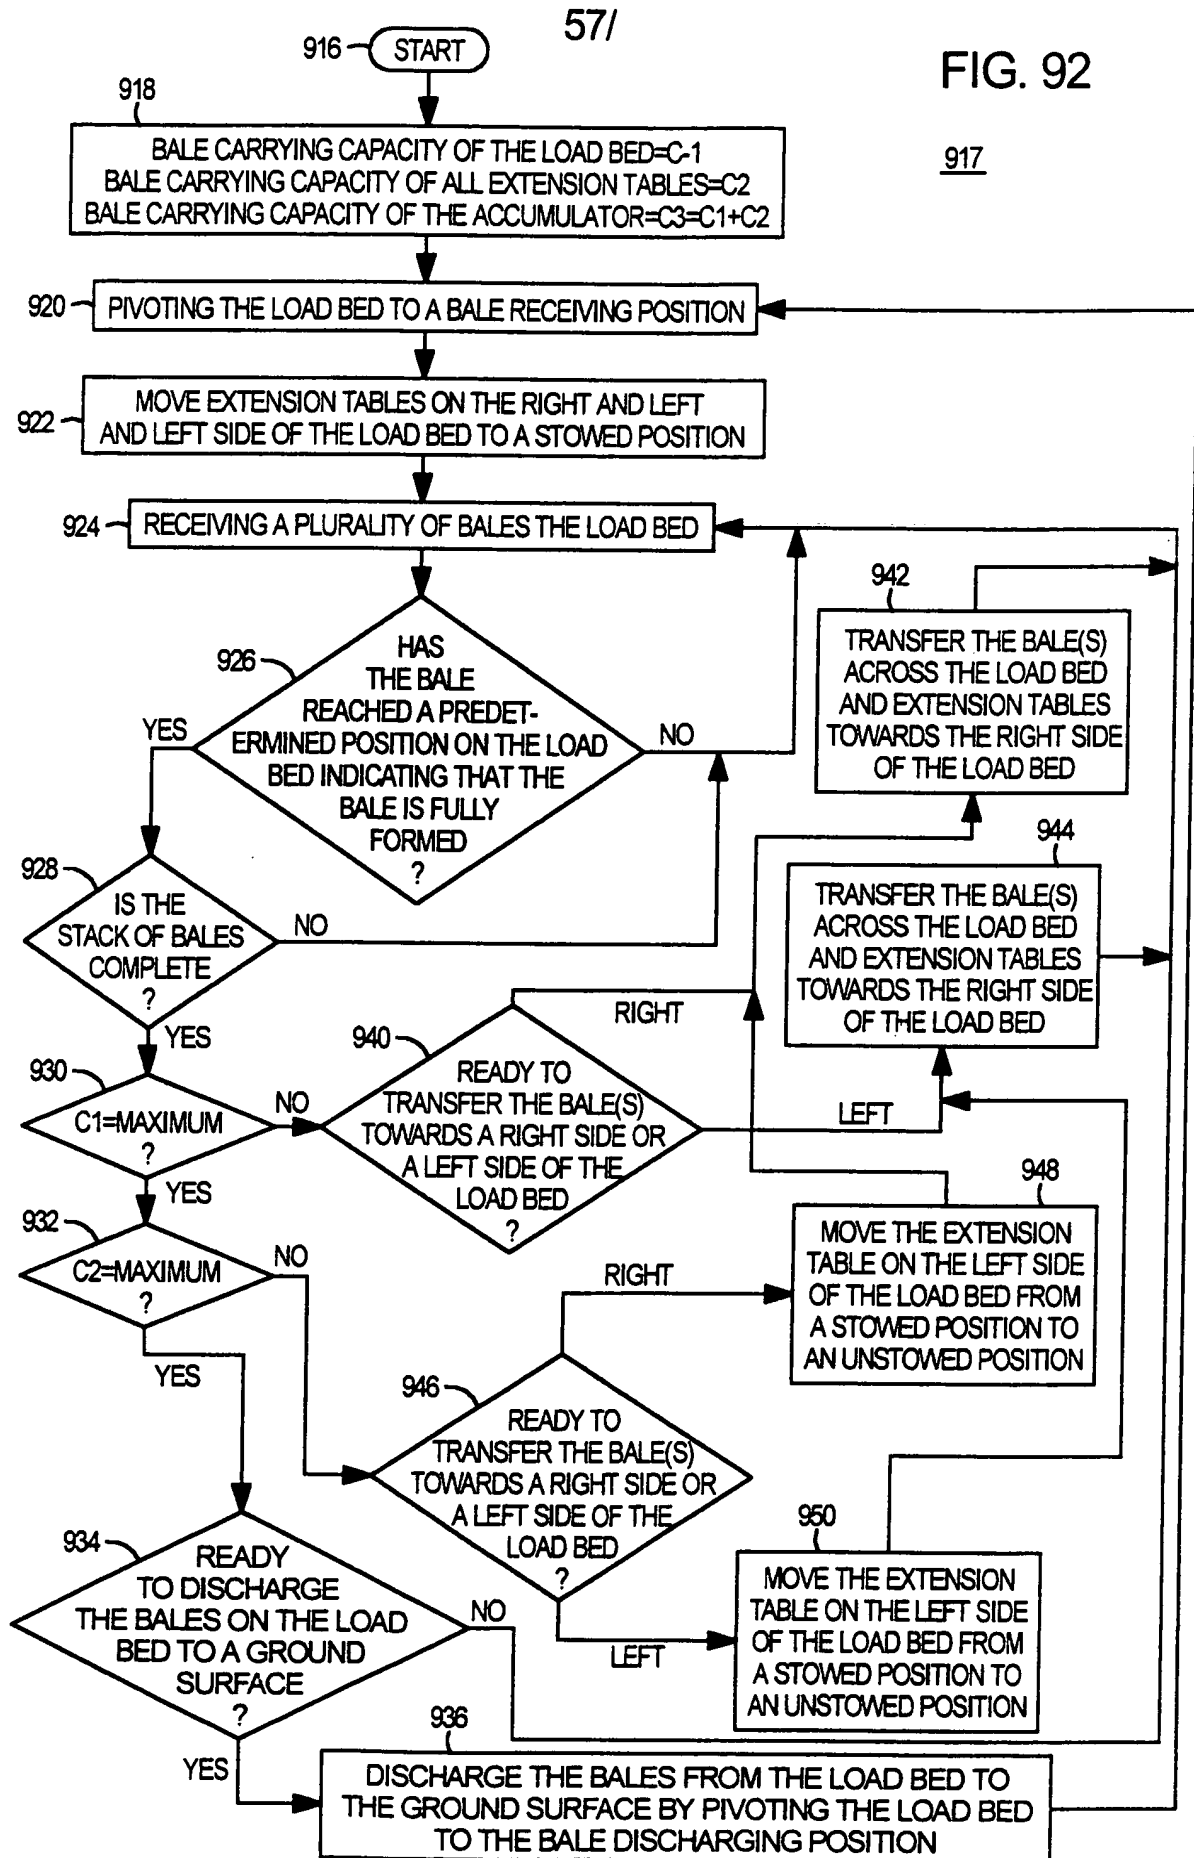 57/
FIG. 92
917
916
START
918
BALE CARRYING CAPACITY OF THE LOAD BED=C-1
BALE CARRYING CAPACITY OF ALL EXTENSION TABLES=C2
BALE CARRYING CAPACITY OF THE ACCUMULATOR=C3=C1+C2
920
PIVOTING THE LOAD BED TO A BALE RECEIVING POSITION
922
MOVE EXTENSION TABLES ON THE RIGHT AND LEFT
AND LEFT SIDE OF THE LOAD BED TO A STOWED POSITION
924
RECEIVING A PLURALITY OF BALES THE LOAD BED
926
HAS
THE BALE
REACHED A PREDET-
ERMINED POSITION ON THE LOAD
BED INDICATING THAT THE
BALE IS FULLY
FORMED
?
YES
NO
942
TRANSFER THE BALE(S)
ACROSS THE LOAD BED
AND EXTENSION TABLES
TOWARDS THE RIGHT SIDE
OF THE LOAD BED
928
IS THE
STACK OF BALES
COMPLETE
?
NO
YES
944
TRANSFER THE BALE(S)
ACROSS THE LOAD BED
AND EXTENSION TABLES
TOWARDS THE RIGHT SIDE
OF THE LOAD BED
930
C1=MAXIMUM
?
NO
YES
940
READY TO
TRANSFER THE BALE(S)
TOWARDS A RIGHT SIDE OR
A LEFT SIDE OF THE
LOAD BED
?
RIGHT
LEFT
932
C2=MAXIMUM
?
NO
YES
948
MOVE THE EXTENSION
TABLE ON THE LEFT SIDE
OF THE LOAD BED FROM
A STOWED POSITION TO
AN UNSTOWED POSITION
946
READY TO
TRANSFER THE BALE(S)
TOWARDS A RIGHT SIDE OR
A LEFT SIDE OF THE
LOAD BED
?
RIGHT
LEFT
950
MOVE THE EXTENSION
TABLE ON THE LEFT SIDE
OF THE LOAD BED FROM
A STOWED POSITION TO
AN UNSTOWED POSITION
934
READY
TO DISCHARGE
THE BALES ON THE LOAD
BED TO A GROUND
SURFACE
?
NO
YES
936
DISCHARGE THE BALES FROM THE LOAD BED TO
THE GROUND SURFACE BY PIVOTING THE LOAD BED
TO THE BALE DISCHARGING POSITION